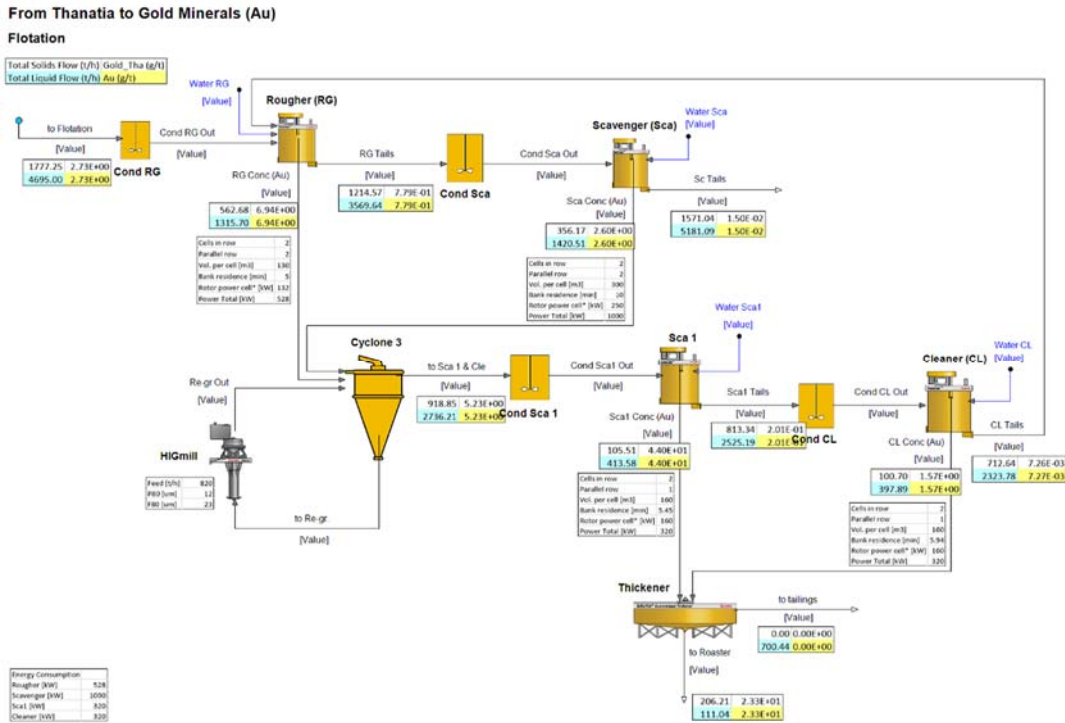 From Thanatia to Gold Minerals (Au)
Flotation
Total Solids Flow (t/h) Gold_Tha (g/t)
Total Liquid Flow (t/h) Au (g/t)
Water RG
[Value]
Rougher (RG)
to Flotation
[Value]
1777.25 2.73E+00
4695.00 2.73E+00
Cond RG
Cond RG Out
[Value]
RG Tails
[Value]
1214.57 7.79E-01
3569.64 7.79E-01
Cond Sca
Cond Sca Out
[Value]
Scavenger (Sca)
Water Sca
[Value]
Sc Tails
[Value]
1571.04 1.50E-02
5181.09 1.50E-02
RG Conc (Au)
[Value]
562.68 6.94E+00
1315.70 6.94E+00
Cells in row 2
Parallel row 2
Vol. per cell [m3] 130
Bank residence [min] 5
Rotor power cell* [kW] 132
Power Total [kW] 528
Sca Conc (Au)
[Value]
356.17 2.60E+00
1420.51 2.60E+00
Cells in row 2
Parallel row 2
Vol. per cell [m3] 300
Bank residence [min] 10
Rotor power cell* [kW] 250
Power Total [kW] 1000
Cyclone 3
to Sca 1 & Cle
[Value]
918.85 5.23E+00
2736.21 5.23E+00
Cond Sca 1
Cond Sca1 Out
[Value]
Sca 1
Water Sca1
[Value]
Sca1 Tails
[Value]
813.34 2.01E-01
2525.19 2.01E-01
Cond CL
Cond CL Out
[Value]
Cleaner (CL)
Water CL
[Value]
CL Tails
[Value]
712.64 7.26E-03
2323.78 7.27E-03
Re-gr Out
[Value]
HIGmill
Feed [t/h] 820
P80 [um] 12
F80 [um] 23
to Re-gr.
[Value]
Sca1 Conc (Au)
[Value]
105.51 4.40E+01
413.58 4.40E+01
Cells in row 2
Parallel row 1
Vol. per cell [m3] 160
Bank residence [min] 5.45
Rotor power cell* [kW] 160
Power Total [kW] 320
CL Conc (Au)
[Value]
100.70 1.57E+00
397.89 1.57E+00
Cells in row 2
Parallel row 1
Vol. per cell [m3] 160
Bank residence [min] 5.94
Rotor power cell* [kW] 160
Power Total [kW] 320
Thickener
to tailings
[Value]
0.00 0.00E+00
700.44 0.00E+00
to Roaster
[Value]
206.21 2.33E+01
111.04 2.33E+01
Energy Consumption
Rougher [kW] 528
Scavenger [kW] 1000
Sca1 [kW] 320
Cleaner [kW] 320